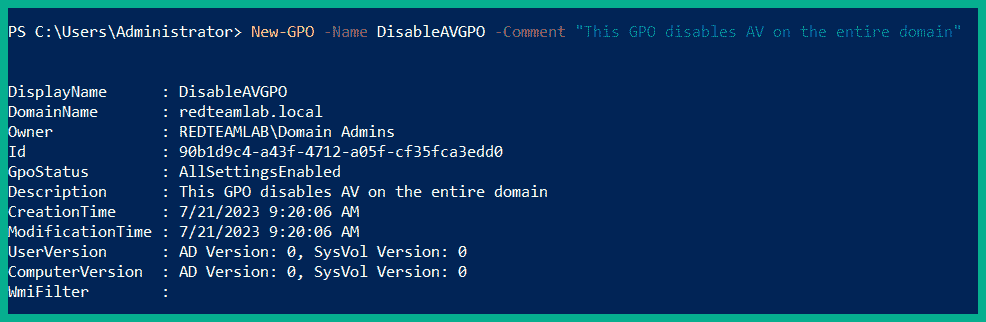 PS C:\Users\Administrator> New-GPO -Name DisableAVGPO -Comment "This GPO disables AV on the entire domain"
DisplayName : DisableAVGPO
DomainName : redteamlab.local
Owner : REDTEAMLAB\Domain Admins
Id : 90b1d9c4-a43f-4712-a05f-cf35fca3edd0
GpoStatus : AllSettingsEnabled
Description : This GPO disables AV on the entire domain
CreationTime : 7/21/2023 9:20:06 AM
ModificationTime : 7/21/2023 9:20:06 AM
UserVersion : AD Version: 0, SysVol Version: 0
ComputerVersion : AD Version: 0, SysVol Version: 0
WmiFilter :